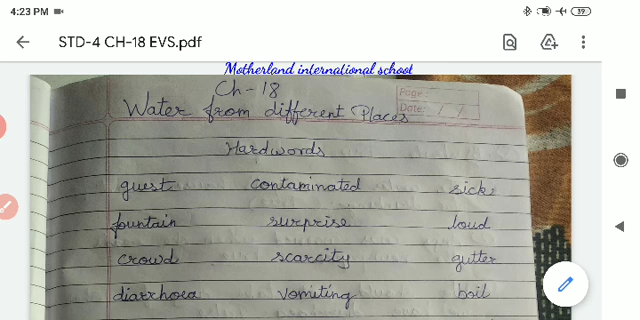 4:23 PM
39
STD-4 CH-18 EVS.pdf
Motherland international school
Ch-18
Page:
Water from different Places
Date: / /
Hardwords
guest contaminated sick
fountain surprise loud
crowd scarcity gutter
diarrhoea vomiting boil